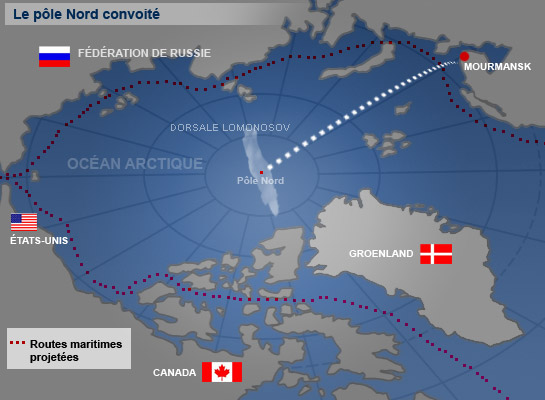 Le pôle Nord convoité
FÉDÉRATION DE RUSSIE
MOURMANSK
DORSALE LOMONOSOV
OCÉAN ARCTIQUE
Pôle Nord
ÉTATS-UNIS
GROENLAND
Routes maritimes
projetées
CANADA